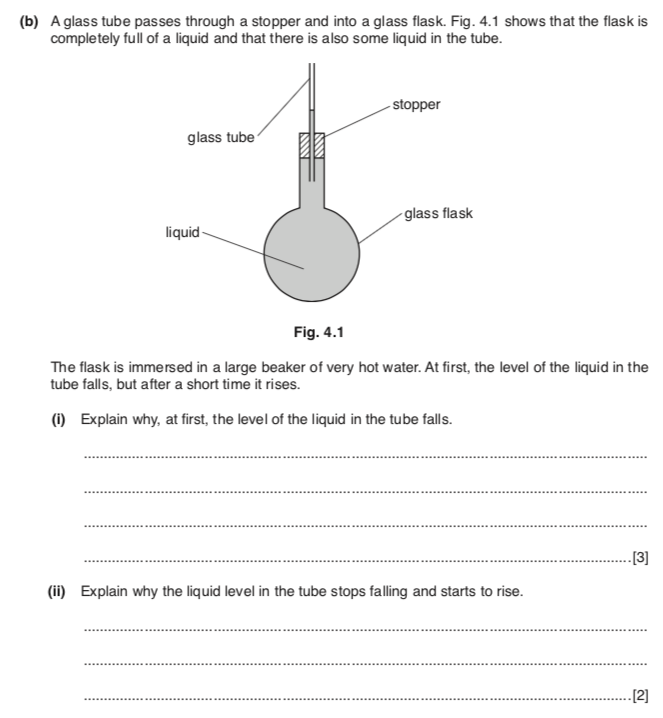 (b) A glass tube passes through a stopper and into a glass flask. Fig. 4.1 shows that the flask is
completely full of a liquid and that there is also some liquid in the tube.
stopper
glass tube
glass flask
liquid
Fig. 4.1
The flask is immersed in a large beaker of very hot water. At first, the level of the liquid in the
tube falls, but after a short time it rises.
(i) Explain why, at first, the level of the liquid in the tube falls.
[3]
(ii) Explain why the liquid level in the tube stops falling and starts to rise.
[2]